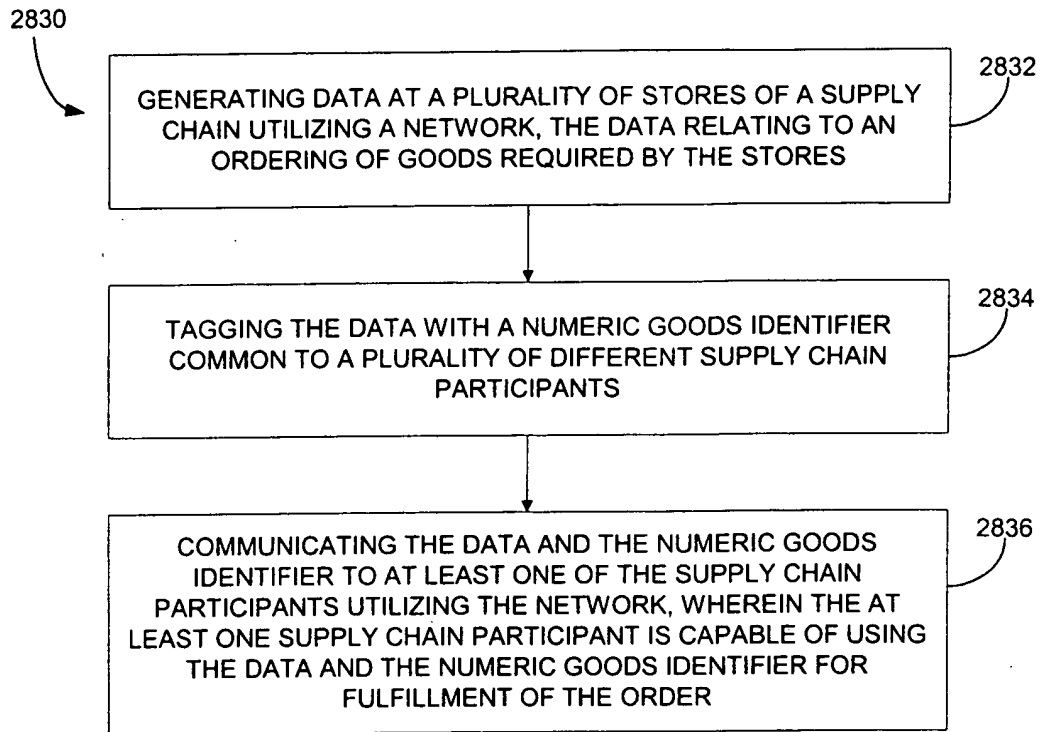 2830
2832
GENERATING DATA AT A PLURALITY OF STORES OF A SUPPLY
CHAIN UTILIZING A NETWORK, THE DATA RELATING TO AN
ORDERING OF GOODS REQUIRED BY THE STORES
2834
TAGGING THE DATA WITH A NUMERIC GOODS IDENTIFIER
COMMON TO A PLURALITY OF DIFFERENT SUPPLY CHAIN
PARTICIPANTS
2836
COMMUNICATING THE DATA AND THE NUMERIC GOODS
IDENTIFIER TO AT LEAST ONE OF THE SUPPLY CHAIN
PARTICIPANTS UTILIZING THE NETWORK, WHEREIN THE AT
LEAST ONE SUPPLY CHAIN PARTICIPANT IS CAPABLE OF USING
THE DATA AND THE NUMERIC GOODS IDENTIFIER FOR
FULFILLMENT OF THE ORDER